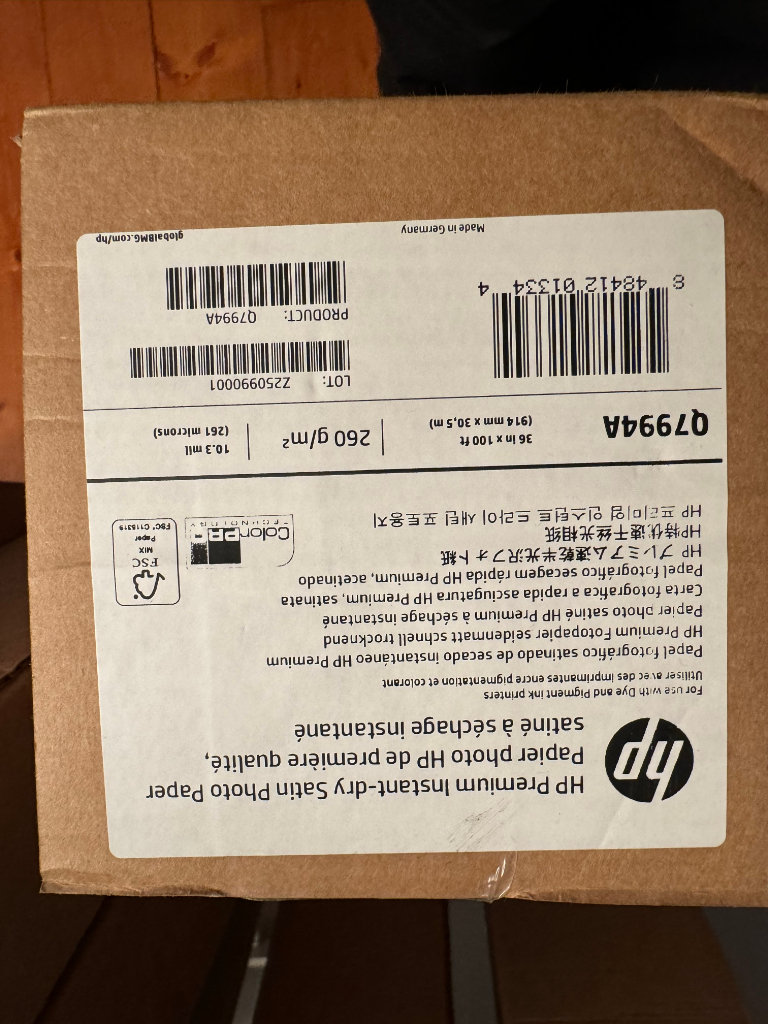 hp
HP Premium Instant-dry Satin Photo Paper
Papier photo HP de première qualité,
satiné à séchage instantané
For use with Dye and Pigment ink printers
Utiliser avec des imprimantes encre pigmentation et colorant
Papel fotográfico satinado de secado instantáneo HP Premium
HP Premium Fotopapier seidenmatt schnell trocknend
Papier photo satiné HP Premium à séchage instantané
Carta fotografica a rapida asciugatura HP Premium, satinata
Papel fotográfico secagem rápida HP Premium, acetinado
HP プレミアム速乾半光沢フォト紙
HP特优速干丝光相纸
HP 프리미엄 인스턴트 드라이 새틴 포토용지
FSC
MIX
Paper
FSC® C115319
ColorPRO
TECHNOLOGY
Q7994A
36 in x 100 ft
(914 mm x 30,5 m)
260 g/m²
10.3 mil
(261 microns)
8 48412 01334 4
LOT: Z250990001
PRODUCT: Q7994A
Made in Germany
globalBMG.com/hp